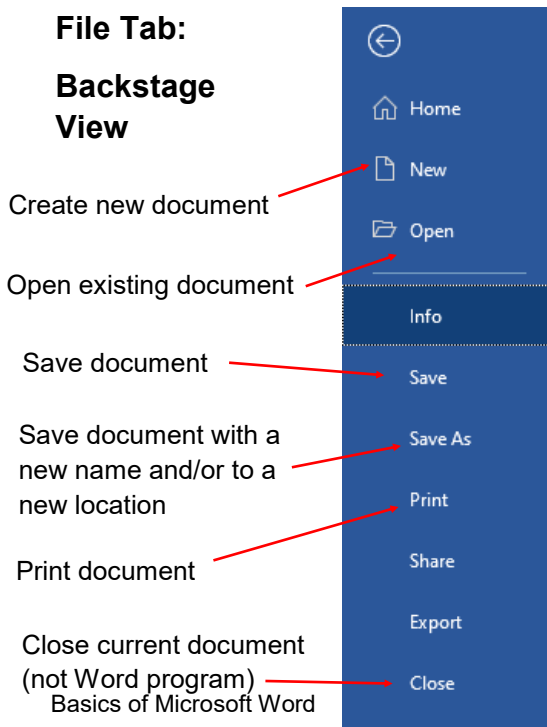 File Tab:
Backstage
View
Create new document
Open existing document
Save document
Save document with a
new name and/or to a
new location
Print document
Close current document
(not Word program)
Basics of Microsoft Word
Home
New
Open
Info
Save
Save As
Print
Share
Export
Close